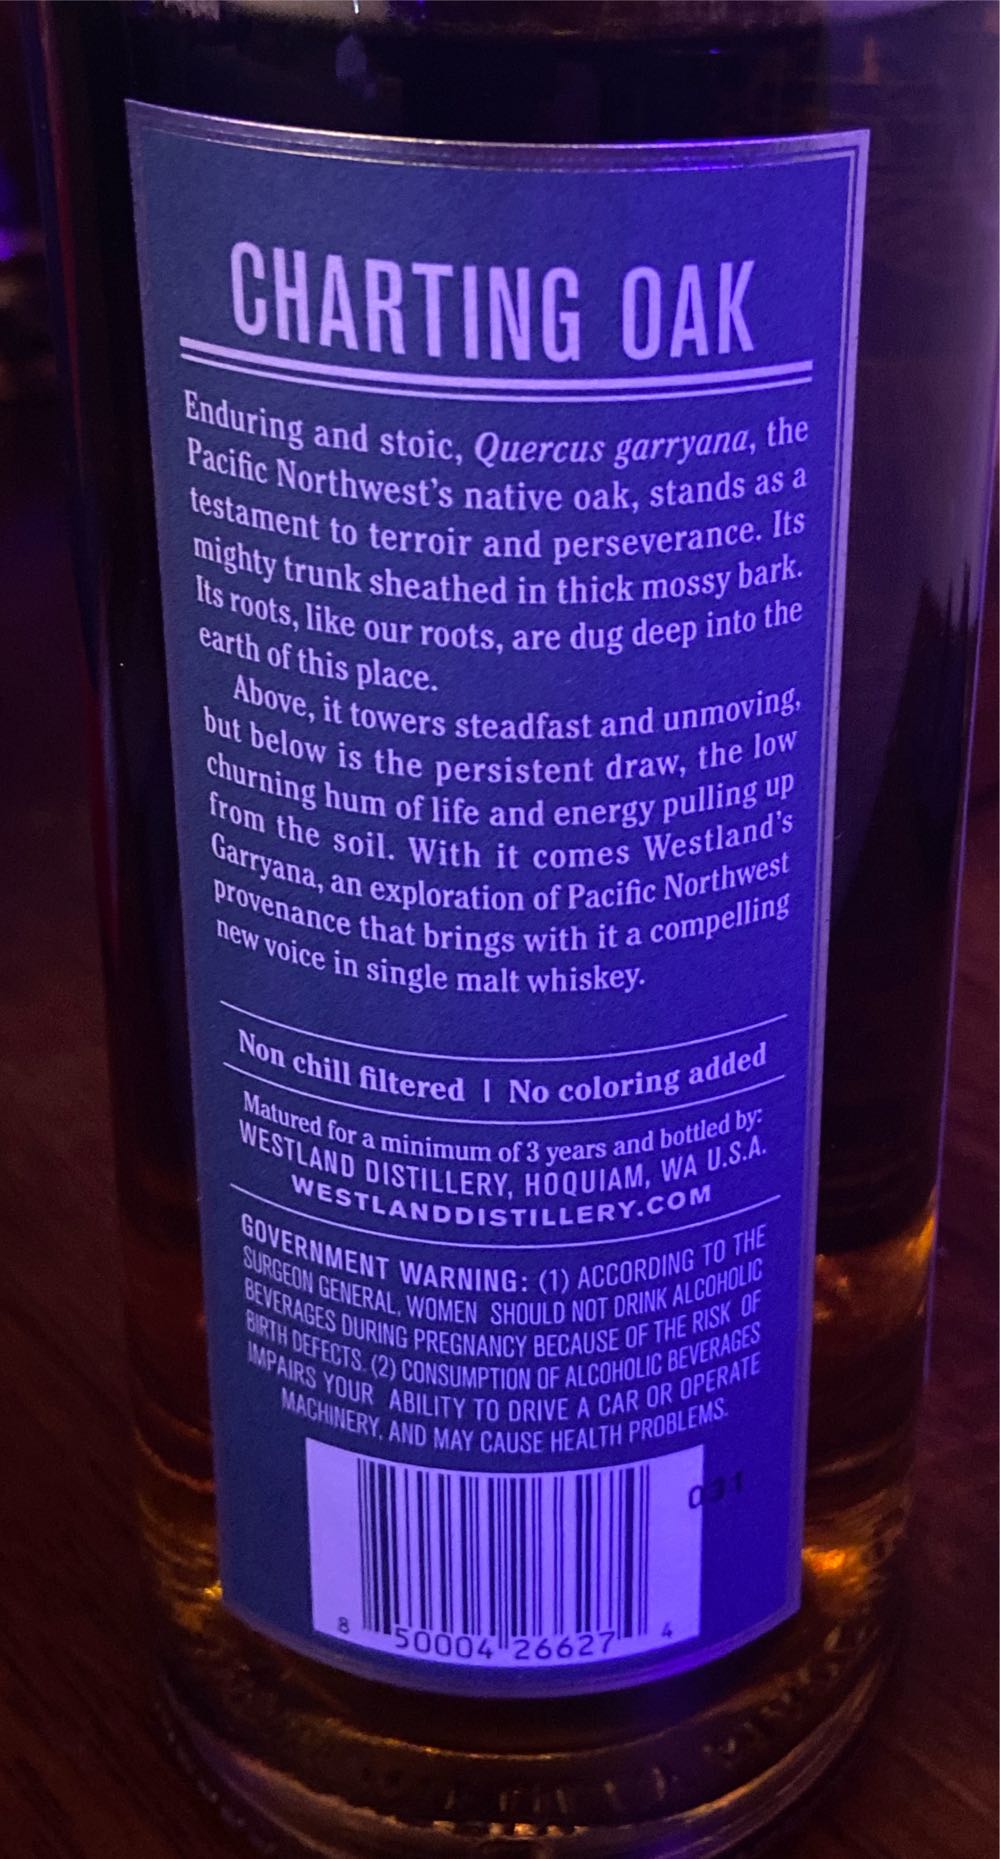 CHARTING OAK
Enduring and stoic, Quercus garryana, the
Pacific Northwest's native oak, stands as a
testament to terroir and perseverance. Its
mighty trunk sheathed in thick mossy bark.
Its roots, like our roots, are dug deep into the
earth of this place.
Above, it towers steadfast and unmoving,
but below is the persistent draw, the low
churning hum of life and energy pulling up
from the soil. With it comes Westland's
Garryana, an exploration of Pacific Northwest
provenance that brings with it a compelling
new voice in single malt whiskey.
Non chill filtered | No coloring added
Matured for a minimum of 3 years and bottled by:
WESTLAND DISTILLERY, HOQUIAM, WA U.S.A.
WESTLANDDISTILLERY.COM
GOVERNMENT WARNING: (1) ACCORDING TO THE
SURGEON GENERAL, WOMEN SHOULD NOT DRINK ALCOHOLIC
BEVERAGES DURING PREGNANCY BECAUSE OF THE RISK OF
BIRTH DEFECTS. (2) CONSUMPTION OF ALCOHOLIC BEVERAGES
IMPAIRS YOUR ABILITY TO DRIVE A CAR OR OPERATE
MACHINERY, AND MAY CAUSE HEALTH PROBLEMS.
031
8 50004 26627 4